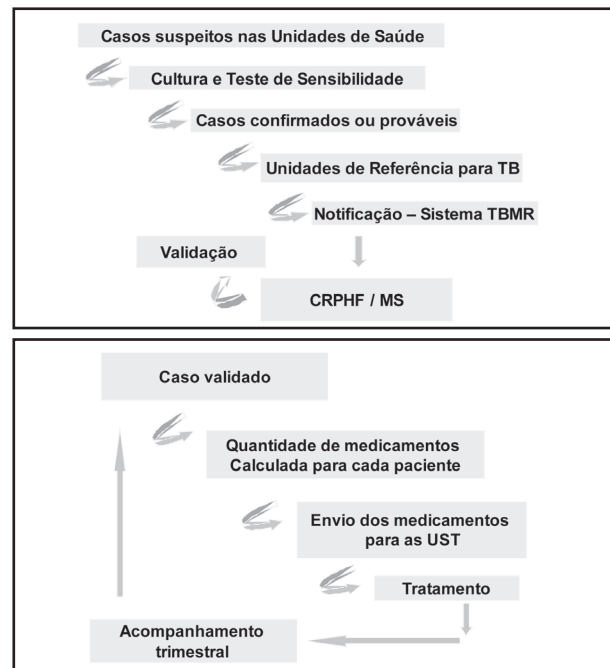 Casos suspeitos nas Unidades de Saúde
Cultura e Teste de Sensibilidade
Casos confirmados ou prováveis
Unidades de Referência para TB
Notificação – Sistema TBMR
Validação
CRPHF / MS
Caso validado
Quantidade de medicamentos
Calculada para cada paciente
Envio dos medicamentos
para as UST
Tratamento
Acompanhamento
trimestral